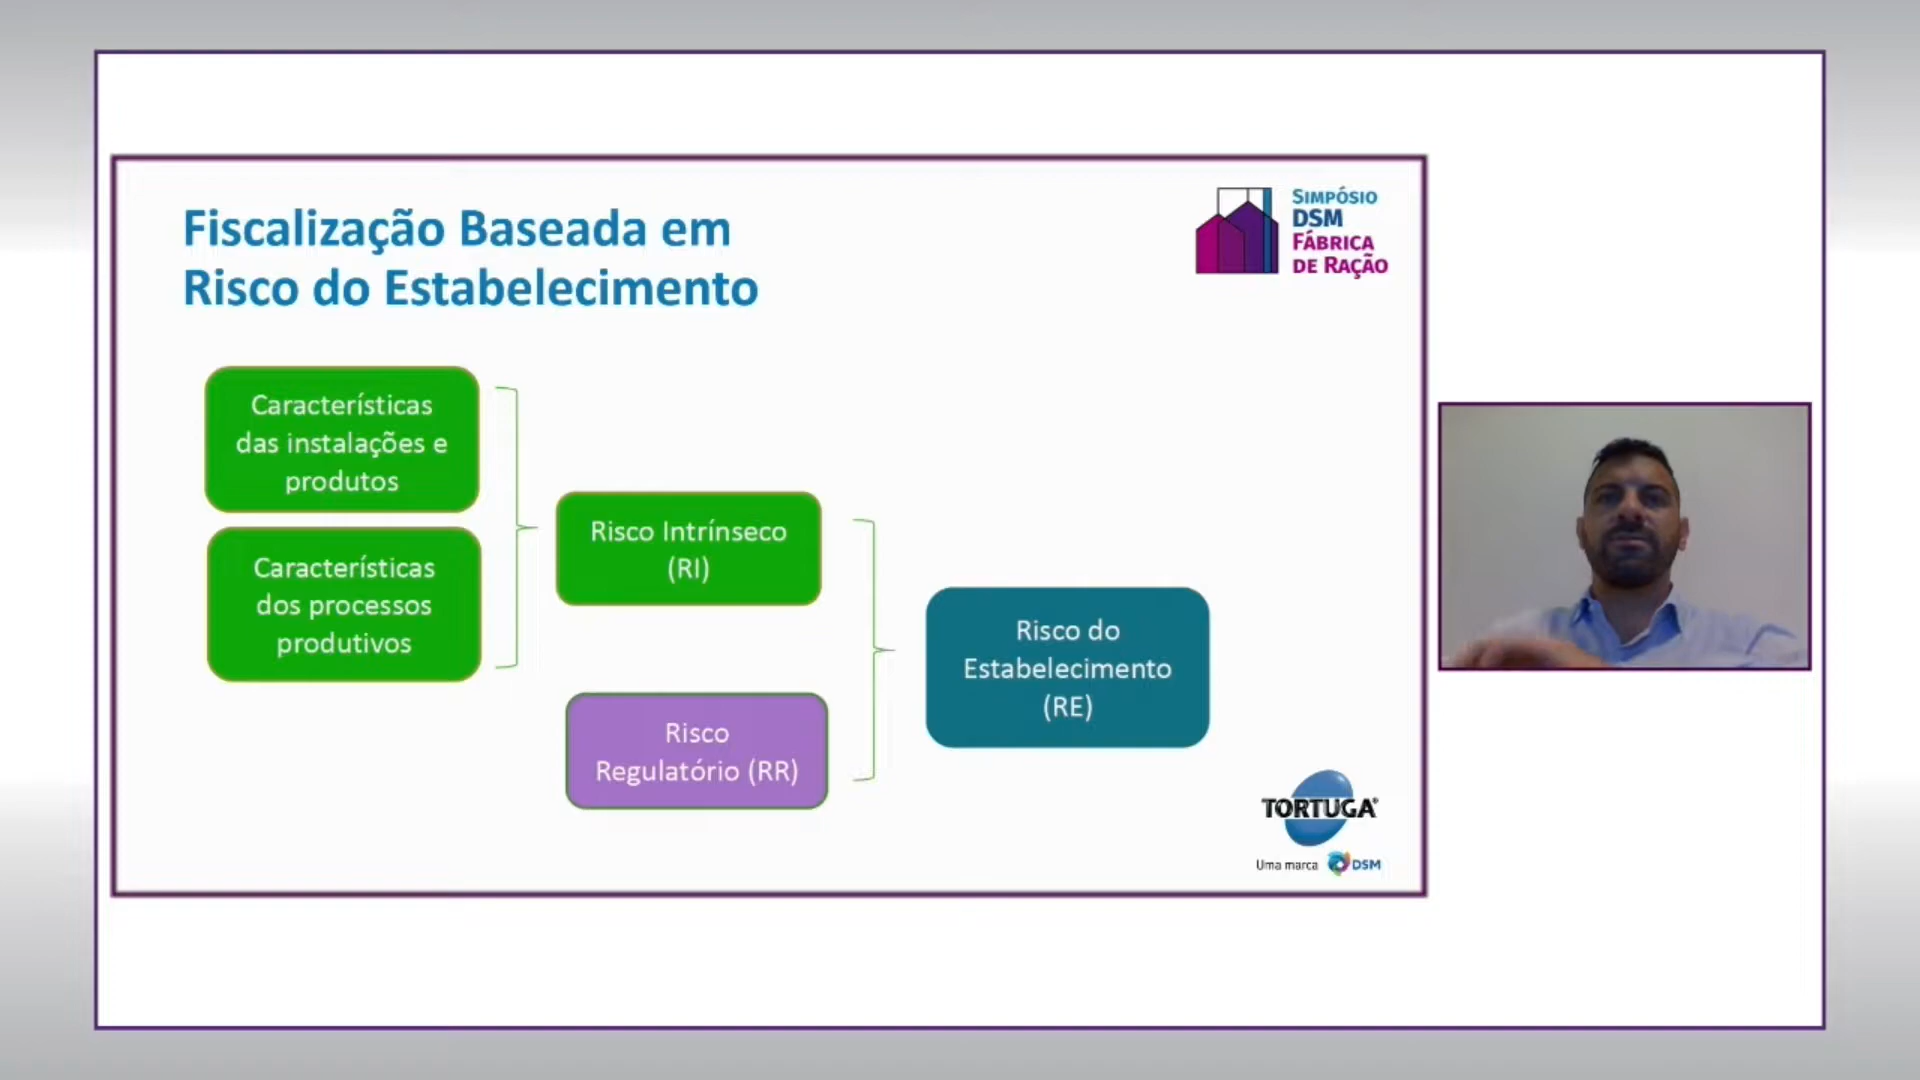 Fiscalização Baseada em
Risco do Estabelecimento
SIMPÓSIO
DSM
FÁBRICA
DE RAÇÃO
Características
das instalações e
produtos
Características
dos processos
produtivos
Risco Intrínseco
(RI)
Risco
Regulatório (RR)
Risco do
Estabelecimento
(RE)
TORTUGA®
Uma marca DSM